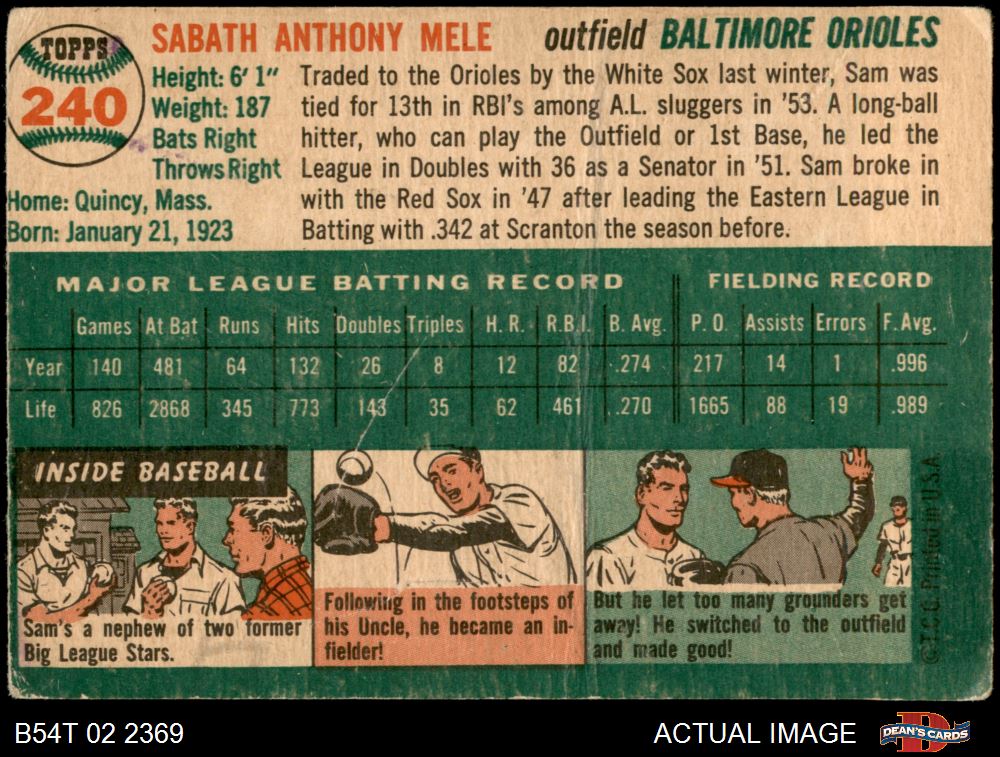 TOPPS
240
SABATH ANTHONY MELE outfield BALTIMORE ORIOLES
Height: 6' 1"
Weight: 187
Bats Right
Throws Right
Home: Quincy, Mass.
Born: January 21, 1923
Traded to the Orioles by the White Sox last winter, Sam was
tied for 13th in RBI's among A.L. sluggers in '53. A long-ball
hitter, who can play the Outfield or 1st Base, he led the
League in Doubles with 36 as a Senator in '51. Sam broke in
with the Red Sox in '47 after leading the Eastern League in
Batting with .342 at Scranton the season before.
MAJOR LEAGUE BATTING RECORD FIELDING RECORD
Games At Bat Runs Hits Doubles Triples H. R. R.B.I. B. Avg. P. O. Assists Errors F. Avg.
Year 140 481 64 132 26 8 12 82 .274 217 14 1 .996
Life 826 2868 345 773 143 35 62 461 .270 1665 88 19 .989
INSIDE BASEBALL
Sam's a nephew of two former
Big League Stars.
Following in the footsteps of
his Uncle, he became an in-
fielder!
But he let too many grounders get
away! He switched to the outfield
and made good!
©T.C.G. Printed in U.S.A.
B54T 02 2369
ACTUAL IMAGE
DEAN'S CARDS